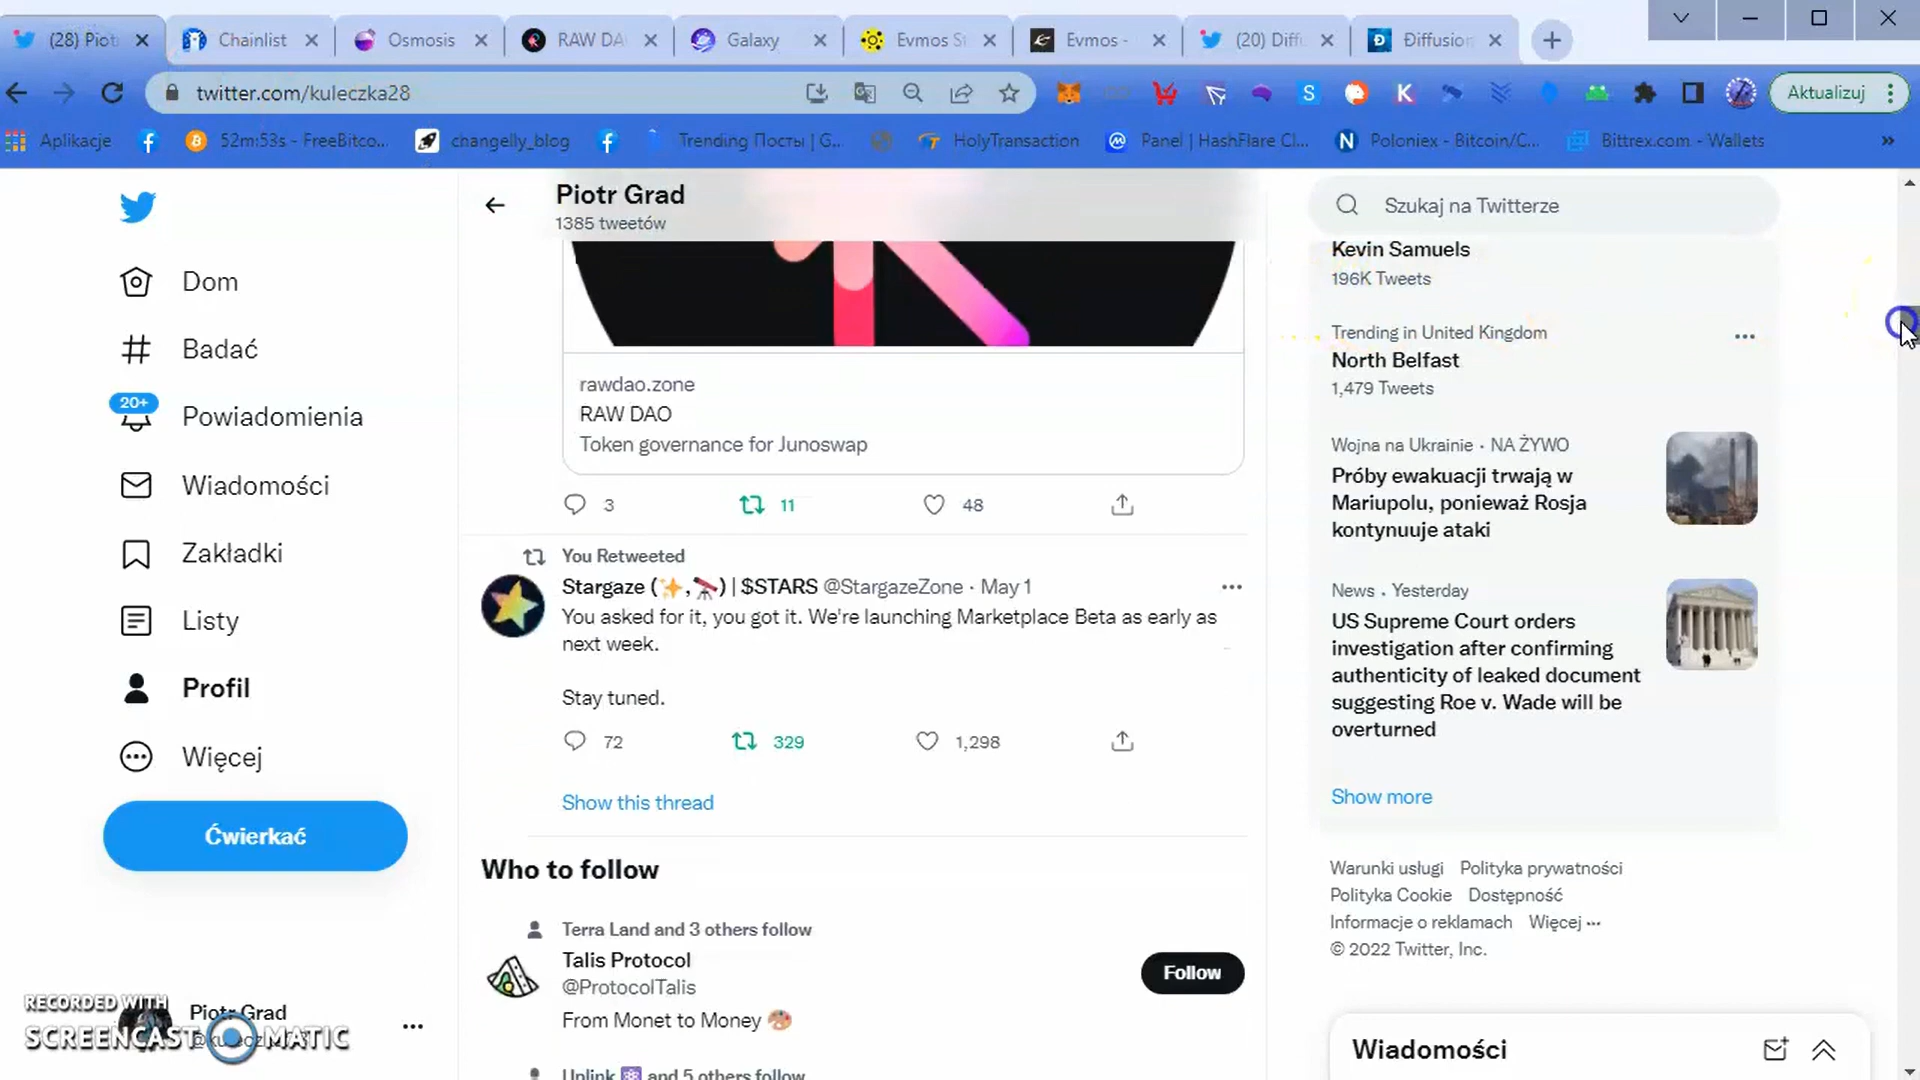 (28) Piot
Chainlist
Osmosis
RAW DA
Galaxy
Evmos S
Evmos -
(20) Diff
Diffusion
twitter.com/kuleczka28
Aktualizuj
Aplikacje
52m:53s - FreeBitco...
changelly_blog
Trending Посты | G...
HolyTransaction
Panel | HashFlare Cl...
Poloniex - Bitcoin/C...
Bittrex.com - Wallets
Piotr Grad
1385 tweetów
Szukaj na Twitterze
Dom
Badać
20+
Powiadomienia
Wiadomości
Zakładki
Listy
Profil
Więcej
Ćwierkać
rawdao.zone
RAW DAO
Token governance for Junoswap
3
11
48
You Retweeted
Stargaze (✨,🔭) | $STARS @StargazeZone · May 1
You asked for it, you got it. We're launching Marketplace Beta as early as
next week.
Stay tuned.
72
329
1,298
Show this thread
Who to follow
Terra Land and 3 others follow
Talis Protocol
@ProtocolTalis
Follow
From Monet to Money 🎨
Uplink ⚛ and 5 others follow
Kevin Samuels
196K Tweets
Trending in United Kingdom
North Belfast
1,479 Tweets
Wojna na Ukrainie · NA ŻYWO
Próby ewakuacji trwają w
Mariupolu, ponieważ Rosja
kontynuuje ataki
News · Yesterday
US Supreme Court orders
investigation after confirming
authenticity of leaked document
suggesting Roe v. Wade will be
overturned
Show more
Warunki usługi Polityka prywatności
Polityka Cookie Dostępność
Informacje o reklamach Więcej ···
© 2022 Twitter, Inc.
Wiadomości
Piotr Grad
RECORDED WITH
SCREENCAST-O-MATIC